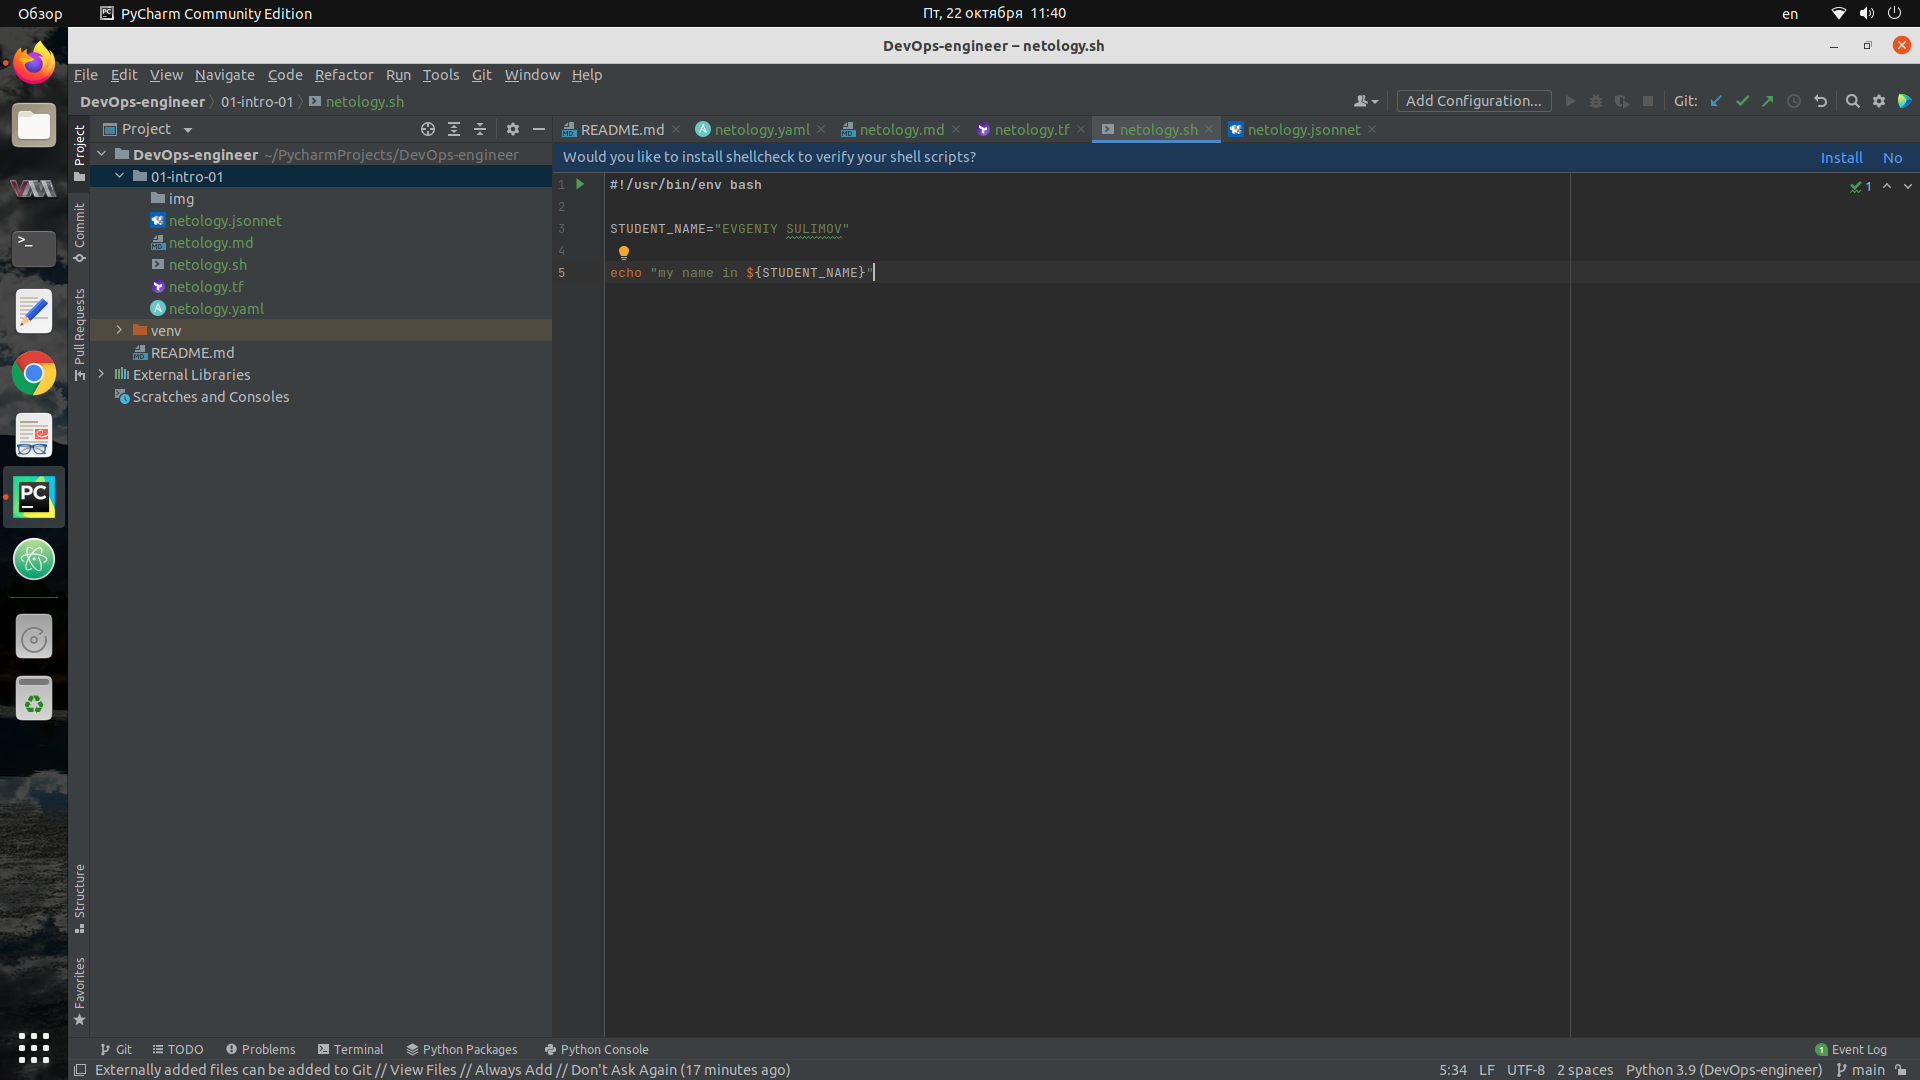 Обзор PyCharm Community Edition Пт, 22 октября 11:40 en
DevOps-engineer – netology.sh
File Edit View Navigate Code Refactor Run Tools Git Window Help
DevOps-engineer 01-intro-01 netology.sh Add Configuration... Git:
Project README.md netology.yaml netology.md netology.tf netology.sh netology.jsonnet
DevOps-engineer ~/PycharmProjects/DevOps-engineer
Would you like to install shellcheck to verify your shell scripts? Install No
01-intro-01
img
netology.jsonnet
netology.md
netology.sh
netology.tf
netology.yaml
venv
README.md
External Libraries
Scratches and Consoles
1 #!/usr/bin/env bash
2
3 STUDENT_NAME="EVGENIY SULIMOV"
4
5 echo "my name in ${STUDENT_NAME}"
1
Project
Commit
Pull Requests
Structure
Favorites
Git TODO Problems Terminal Python Packages Python Console 1 Event Log
Externally added files can be added to Git // View Files // Always Add // Don't Ask Again (17 minutes ago) 5:34 LF UTF-8 2 spaces Python 3.9 (DevOps-engineer) main